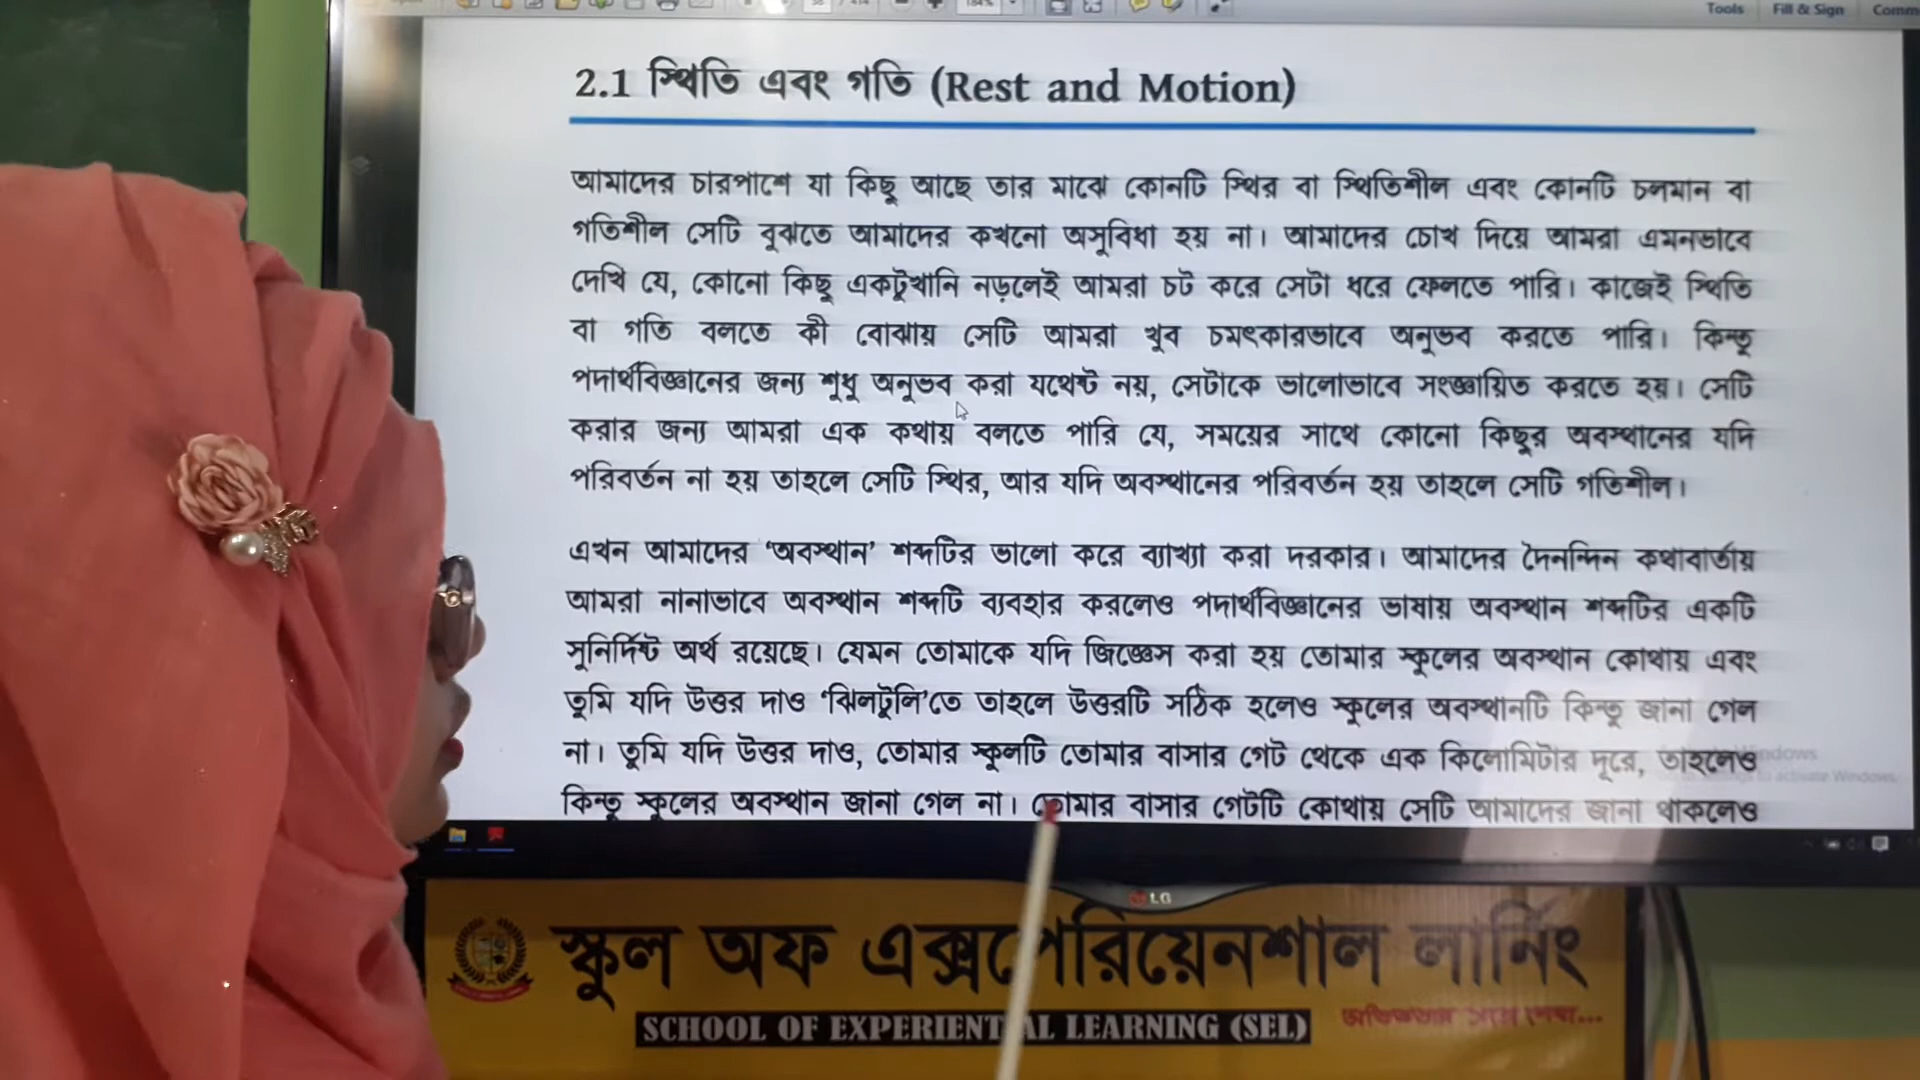 Tools Fill & Sign Comm
2.1 স্থিতি এবং গতি (Rest and Motion)
আমাদের চারপাশে যা কিছু আছে তার মাঝে কোনটি স্থির বা স্থিতিশীল এবং কোনটি চলমান বা
গতিশীল সেটি বুঝতে আমাদের কখনো অসুবিধা হয় না। আমাদের চোখ দিয়ে আমরা এমনভাবে
দেখি যে, কোনো কিছু একটুখানি নড়লেই আমরা চট করে সেটা ধরে ফেলতে পারি। কাজেই স্থিতি
বা গতি বলতে কী বোঝায় সেটি আমরা খুব চমৎকারভাবে অনুভব করতে পারি। কিন্তু
পদার্থবিজ্ঞানের জন্য শুধু অনুভব করা যথেষ্ট নয়, সেটাকে ভালোভাবে সংজ্ঞায়িত করতে হয়। সেটি
করার জন্য আমরা এক কথায় বলতে পারি যে, সময়ের সাথে কোনো কিছুর অবস্থানের যদি
পরিবর্তন না হয় তাহলে সেটি স্থির, আর যদি অবস্থানের পরিবর্তন হয় তাহলে সেটি গতিশীল।
এখন আমাদের ‘অবস্থান’ শব্দটির ভালো করে ব্যাখ্যা করা দরকার। আমাদের দৈনন্দিন কথাবার্তায়
আমরা নানাভাবে অবস্থান শব্দটি ব্যবহার করলেও পদার্থবিজ্ঞানের ভাষায় অবস্থান শব্দটির একটি
সুনির্দিষ্ট অর্থ রয়েছে। যেমন তোমাকে যদি জিজ্ঞেস করা হয় তোমার স্কুলের অবস্থান কোথায় এবং
তুমি যদি উত্তর দাও ‘ঝিলটুলি’তে তাহলে উত্তরটি সঠিক হলেও স্কুলের অবস্থানটি কিন্তু জানা গেল
না। তুমি যদি উত্তর দাও, তোমার স্কুলটি তোমার বাসার গেট থেকে এক কিলোমিটার দূরে, তাহলেও
কিন্তু স্কুলের অবস্থান জানা গেল না। তোমার বাসার গেটটি কোথায় সেটি আমাদের জানা থাকলেও
LG
স্কুল অফ এক্সপেরিয়েনশাল লার্নিং
SCHOOL OF EXPERIENTIAL LEARNING (SEL)